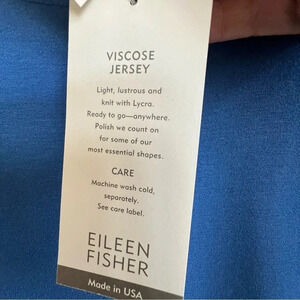 VISCOSE
JERSEY
Light, lustrous and
knit with Lycra.
Ready to go—anywhere.
Polish we count on
for some of our
most essential shapes.
CARE
Machine wash cold,
separately.
See care label.
EILEEN
FISHER
Made in USA